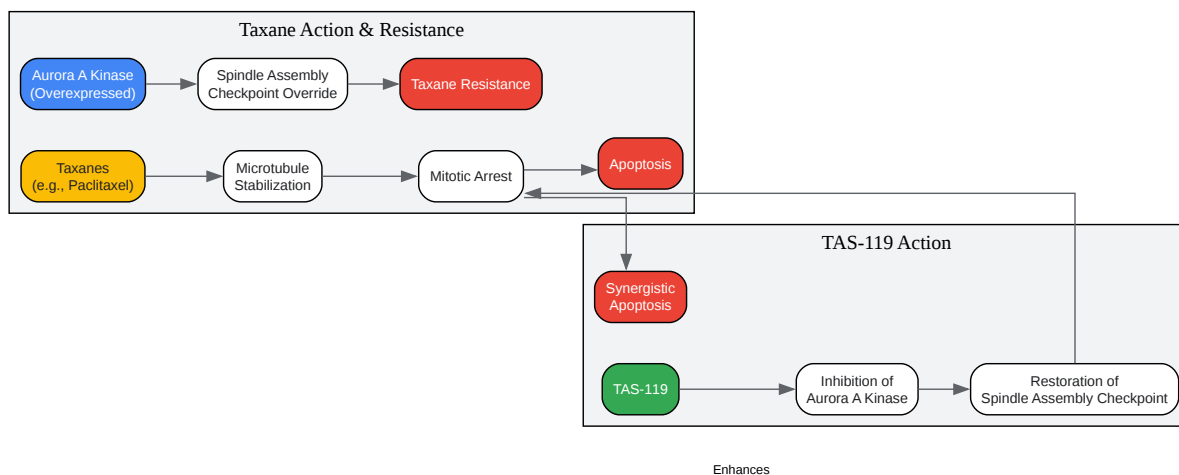 Taxane Action & Resistance
Aurora A Kinase
(Overexpressed)
Spindle Assembly
Checkpoint Override
Taxane Resistance
Taxanes
(e.g., Paclitaxel)
Microtubule
Stabilization
Mitotic Arrest
Apoptosis
TAS-119 Action
Synergistic
Apoptosis
TAS-119
Inhibition of
Aurora A Kinase
Restoration of
Spindle Assembly Checkpoint
Enhances